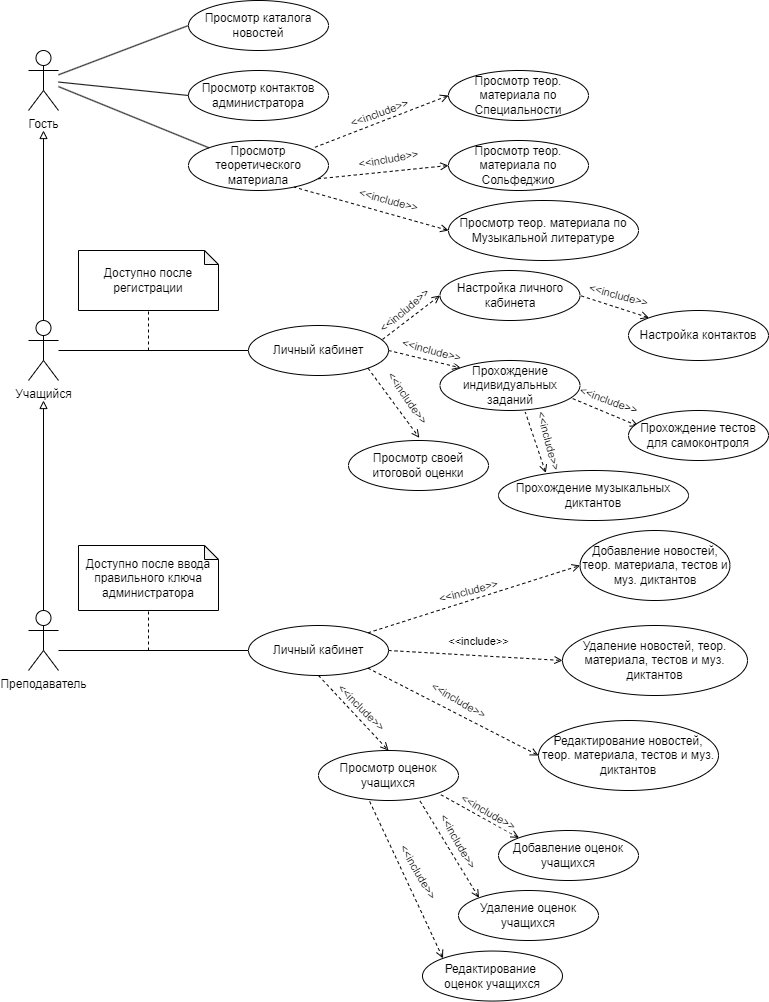 Просмотр каталога
новостей
Гость
Просмотр контактов
администратора
Просмотр
теоретического
материала
<<include>>
Просмотр теор.
материала по
Специальности
<<include>>
Просмотр теор.
материала по
Сольфеджио
<<include>>
Просмотр теор. материала по
Музыкальной литературе
Доступно после
регистрации
Учащийся
Личный кабинет
<<include>>
Настройка личного
кабинета
<<include>>
Настройка контактов
<<include>>
Прохождение
индивидуальных
заданий
<<include>>
Прохождение тестов
для самоконтроля
<<include>>
Просмотр своей
итоговой оценки
<<include>>
Прохождение музыкальных
диктантов
Доступно после ввода
правильного ключа
администратора
Преподаватель
Личный кабинет
<<include>>
Добавление новостей,
теор. материала, тестов и
муз. диктантов
<<include>>
Удаление новостей, теор.
материала, тестов и муз.
диктантов
<<include>>
Редактирование новостей,
теор. материала, тестов и муз.
диктантов
<<include>>
Просмотр оценок
учащихся
<<include>>
Добавление оценок
учащихся
<<include>>
Удаление оценок
учащихся
<<include>>
Редактирование
оценок учащихся